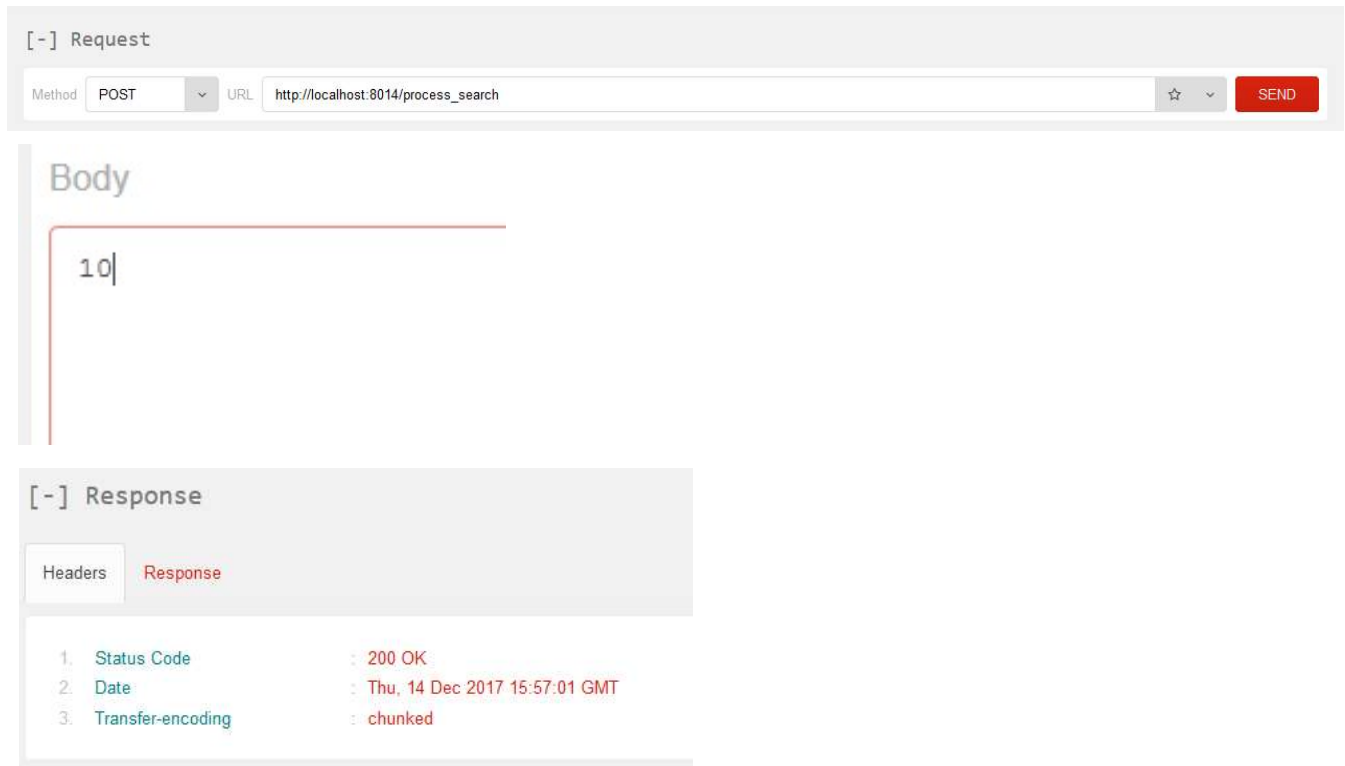 [-] Request
Method POST URL http://localhost:8014/process_search SEND
Body
10
[-] Response
Headers Response
1. Status Code : 200 OK
2. Date : Thu, 14 Dec 2017 15:57:01 GMT
3. Transfer-encoding : chunked